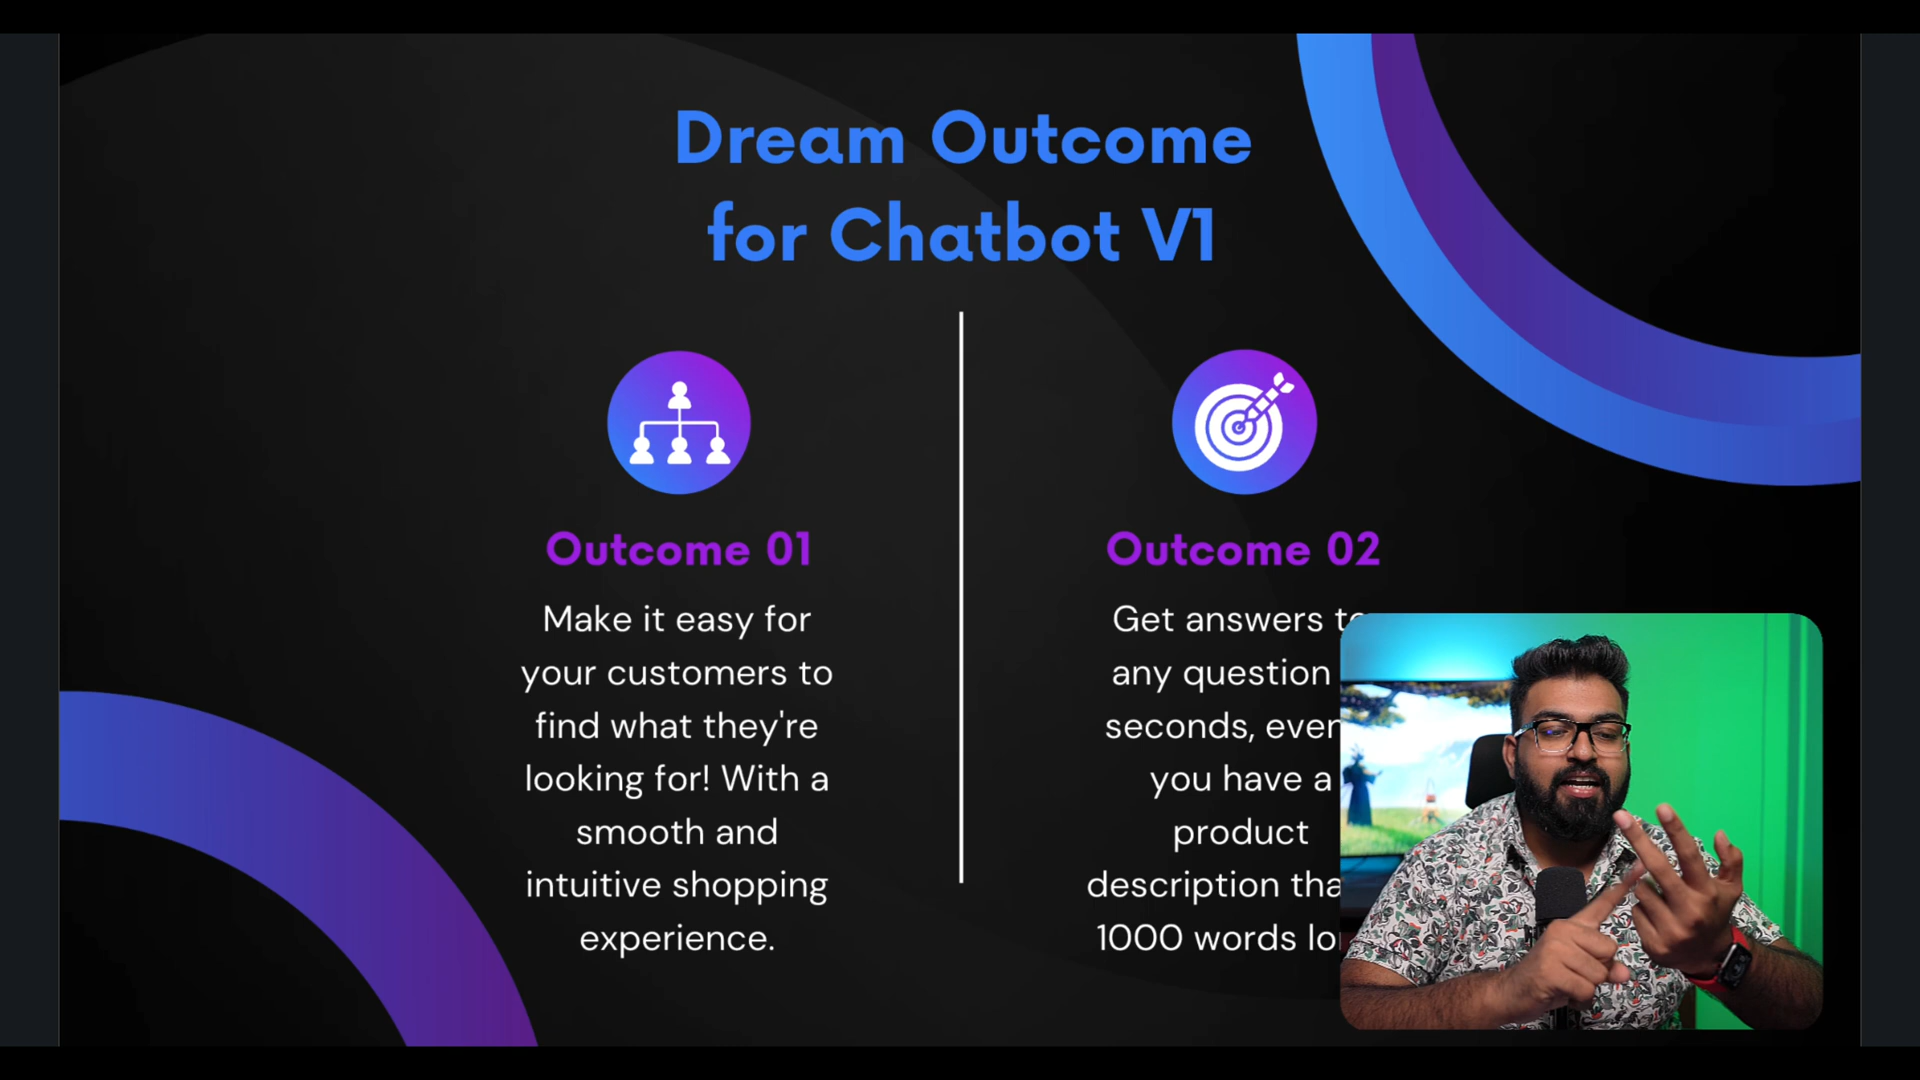 Dream Outcome
for Chatbot V1
Outcome 01
Make it easy for
your customers to
find what they're
looking for! With a
smooth and
intuitive shopping
experience.
Outcome 02
Get answers
any question
seconds,
you have a
product
description
1000 words